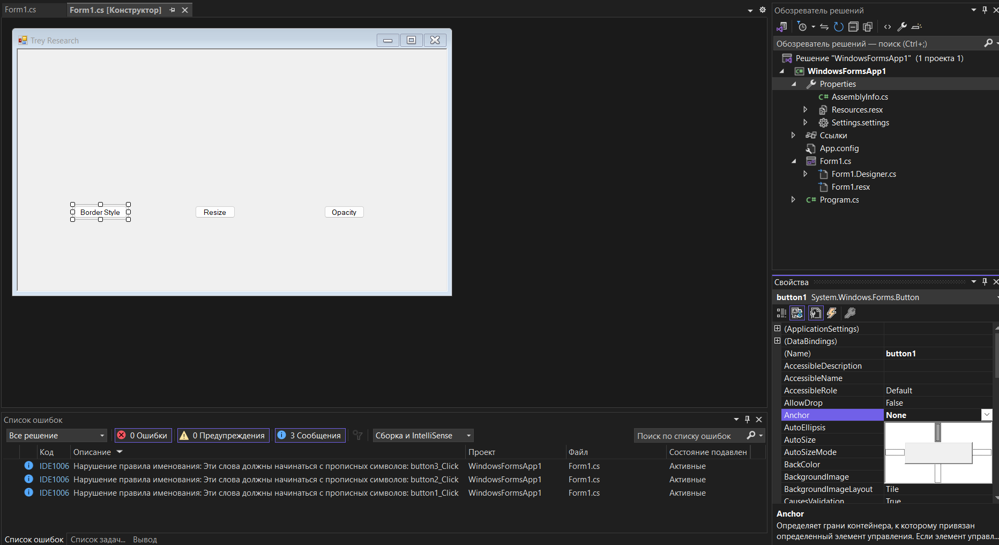 Form1.cs
Form1.cs [Конструктор]
Trey Research
Border Style
Resize
Opacity
Список ошибок
Все решение
0 Ошибки
0 Предупреждения
3 Сообщения
Сборка и IntelliSense
Поиск по списку ошибок
Код Описание Проект Файл Состояние подавлен
IDE1006 Нарушение правила именования: Эти слова должны начинаться с прописных символов: button3_Click WindowsFormsApp1 Form1.cs Активные
IDE1006 Нарушение правила именования: Эти слова должны начинаться с прописных символов: button2_Click WindowsFormsApp1 Form1.cs Активные
IDE1006 Нарушение правила именования: Эти слова должны начинаться с прописных символов: button1_Click WindowsFormsApp1 Form1.cs Активные
Список ошибок Список задач... Вывод
Обозреватель решений
Обозреватель решений — поиск (Ctrl+;)
Решение "WindowsFormsApp1" (1 проекта 1)
C# WindowsFormsApp1
Properties
C# AssemblyInfo.cs
Resources.resx
Settings.settings
Ссылки
App.config
Form1.cs
Form1.Designer.cs
Form1.resx
C# Program.cs
Свойства
button1 System.Windows.Forms.Button
(ApplicationSettings)
(DataBindings)
(Name) button1
AccessibleDescription
AccessibleName
AccessibleRole Default
AllowDrop False
Anchor None
AutoEllipsis
AutoSize
AutoSizeMode
BackColor
BackgroundImage
BackgroundImageLayout Tile
CausesValidation True
Anchor
Определяет грани контейнера, к которому привязан
определенный элемент управления. Если элемент управл...